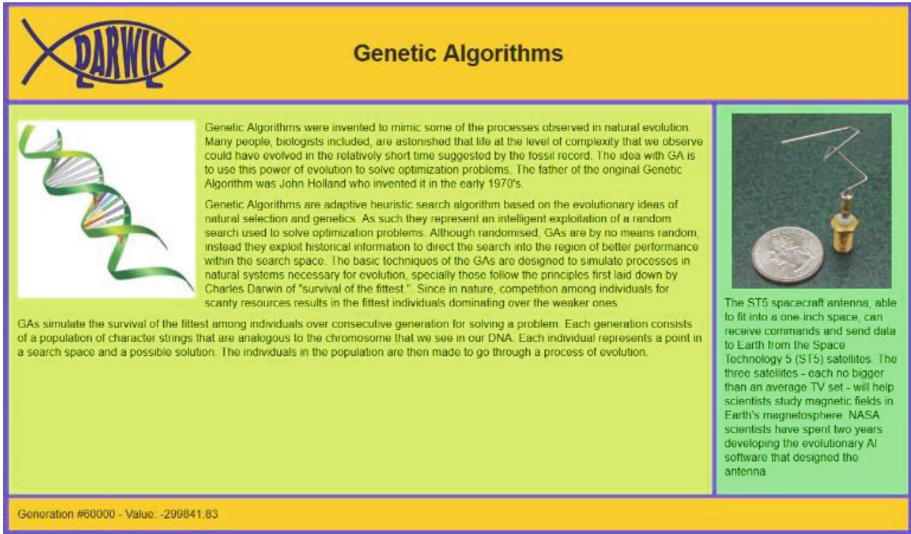 DARWIN
Genetic Algorithms
Genetic Algorithms were invented to mimic some of the processes observed in natural evolution.
Many people, biologists included, are astonished that life at the level of complexity that we observe
could have evolved in the relatively short time suggested by the fossil record. The idea with GA is
to use this power of evolution to solve optimization problems. The father of the original Genetic
Algorithm was John Holland who invented it in the early 1970's.
Genetic Algorithms are adaptive heuristic search algorithm based on the evolutionary ideas of
natural selection and genetics. As such they represent an intelligent exploitation of a random
search used to solve optimization problems. Although randomised, GAs are by no means random,
instead they exploit historical information to direct the search into the region of better performance
within the search space. The basic techniques of the GAs are designed to simulate processes in
natural systems necessary for evolution, specially those follow the principles first laid down by
Charles Darwin of "survival of the fittest.". Since in nature, competition among individuals for
scanty resources results in the fittest individuals dominating over the weaker ones.
GAs simulate the survival of the fittest among individuals over consecutive generation for solving a problem. Each generation consists
of a population of character strings that are analogous to the chromosome that we see in our DNA. Each individual represents a point in
a search space and a possible solution. The individuals in the population are then made to go through a process of evolution.
The ST5 spacecraft antenna, able
to fit into a one-inch space, can
receive commands and send data
to Earth from the Space
Technology 5 (ST5) satellites. The
three satellites - each no bigger
than an average TV set - will help
scientists study magnetic fields in
Earth's magnetosphere. NASA
scientists have spent two years
developing the evolutionary AI
software that designed the
antenna.
Generation #60000 - Value: -299841.83